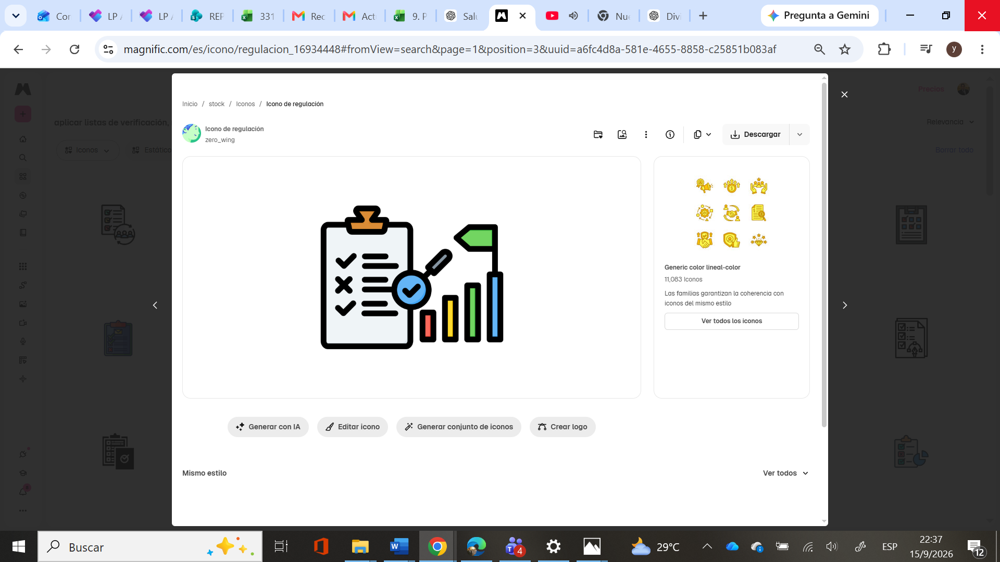 Cor
LP
LP
REF
331
Rec
Act
9. P
Salu
Nue
Divi
Pregunta a Gemini
magnific.com/es/icono/regulacion_16934448#fromView=search&page=1&position=3&uuid=a6fc4d8a-581e-4655-8858-c25851b083af
y
Precios
Inicio / stock / Iconos / Icono de regulación
aplicar listas de verificación,
Relevancia
Icono de regulación
zero_wing
Descargar
Iconos
Estático
Borrar todo
Generic color lineal-color
11,083 Iconos
Las familias garantizan la coherencia con
iconos del mismo estilo
Ver todos los iconos
Generar con IA
Editar icono
Generar conjunto de iconos
Crear logo
Mismo estilo
Ver todos
Buscar
4
29°C
ESP
22:37
15/9/2026
12